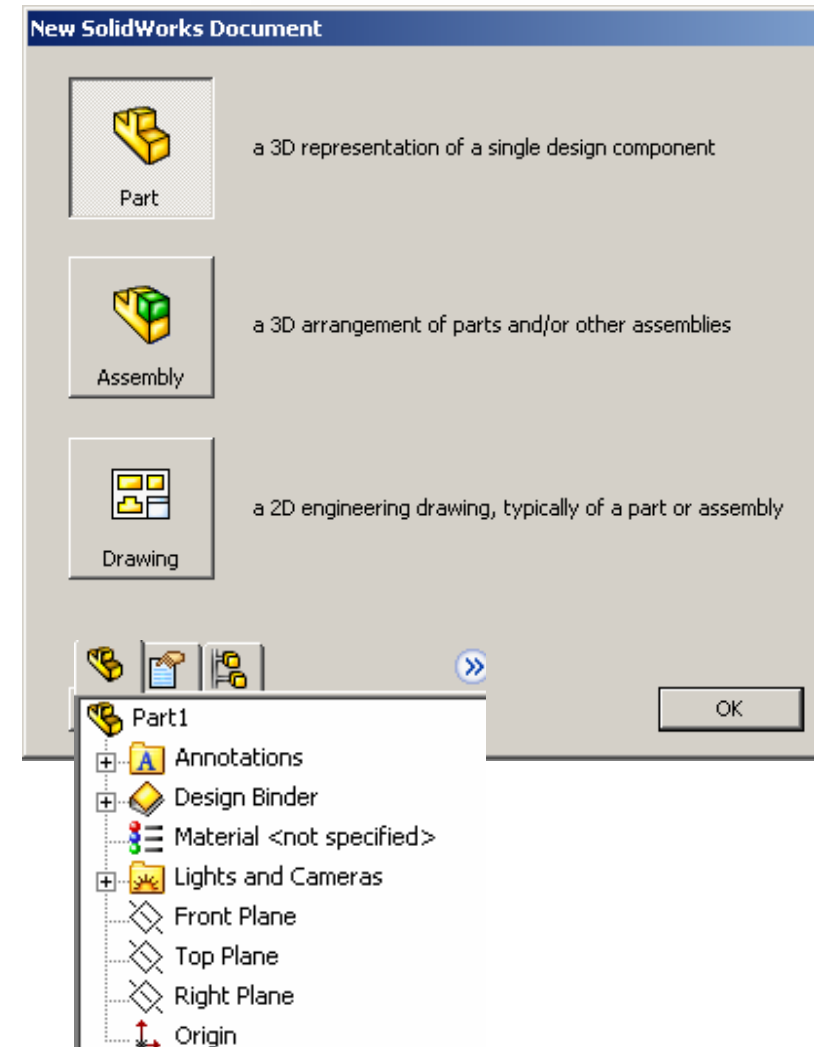 New SolidWorks Document
a 3D representation of a single design component
Part
a 3D arrangement of parts and/or other assemblies
Assembly
a 2D engineering drawing, typically of a part or assembly
Drawing
OK
Part1
Annotations
Design Binder
Material <not specified>
Lights and Cameras
Front Plane
Top Plane
Right Plane
Origin